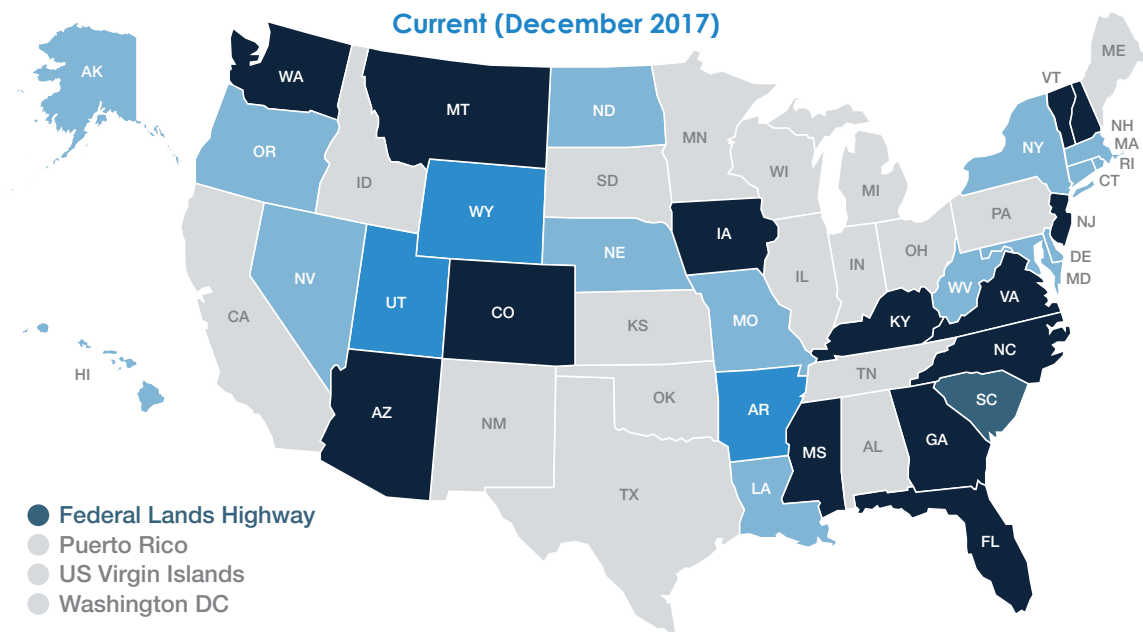 Current (December 2017)
AK
WA
MT
ND
MN
OR
ID
SD
WI
MI
WY
IA
NE
NV
UT
CO
CA
KS
MO
IL
IN
OH
PA
NY
VT
ME
NH
MA
RI
CT
NJ
DE
MD
WV
VA
KY
NC
TN
SC
HI
AZ
NM
OK
AR
MS
AL
GA
TX
LA
FL
Federal Lands Highway
Puerto Rico
US Virgin Islands
Washington DC